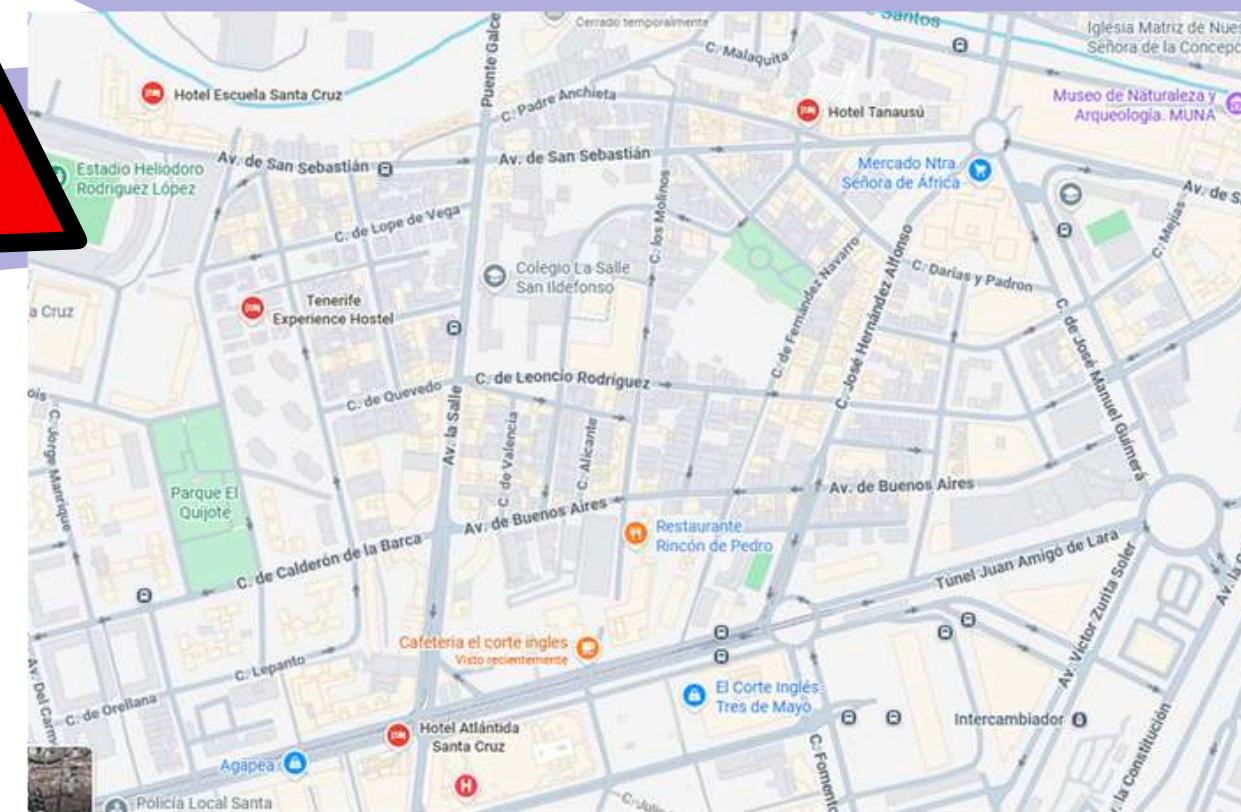 Cerrado temporalmente
Santos
Iglesia Matriz de Nues
Señora de la Concepc
Puente Galce
C. Malaquita
Hotel Escuela Santa Cruz
C. Padre Anchieta
Hotel Tanausú
Museo de Naturaleza y
Arqueología. MUNA
Av. de San Sebastián
Av. de San Sebastián
Estadio Heliodoro
Rodríguez López
Mercado Ntra.
Señora de África
Av. de S
C. de Lope de Vega
C. los Molinos
C. Mejías
Colegio La Salle
San Ildefonso
C. de Fernández Navarro
C. José Hernández Alfonso
C. Darias y Padrón
a Cruz
Tenerife
Experience Hostel
C. de José Manuel Guimerá
C. de Quevedo
C. de Leoncio Rodríguez
Av. la Salle
C. de Valencia
C. Alicante
C. Jorge Manrique
Parque El
Quijote
Av. de Buenos Aires
Av. de Buenos Aires
Restaurante
Rincón de Pedro
C. de Calderón de la Barca
Túnel Juan Amigó de Lara
Av. Víctor Zurita Soler
Cafeteria el corte ingles
Visto recientemente
C. Lepanto
Av. Del Carm
C. de Orellana
El Corte Inglés
Tres de Mayo
Intercambiador
Hotel Atlántida
Santa Cruz
C. Fomento
la Constitución
Agapea
H
Policía Local Santa